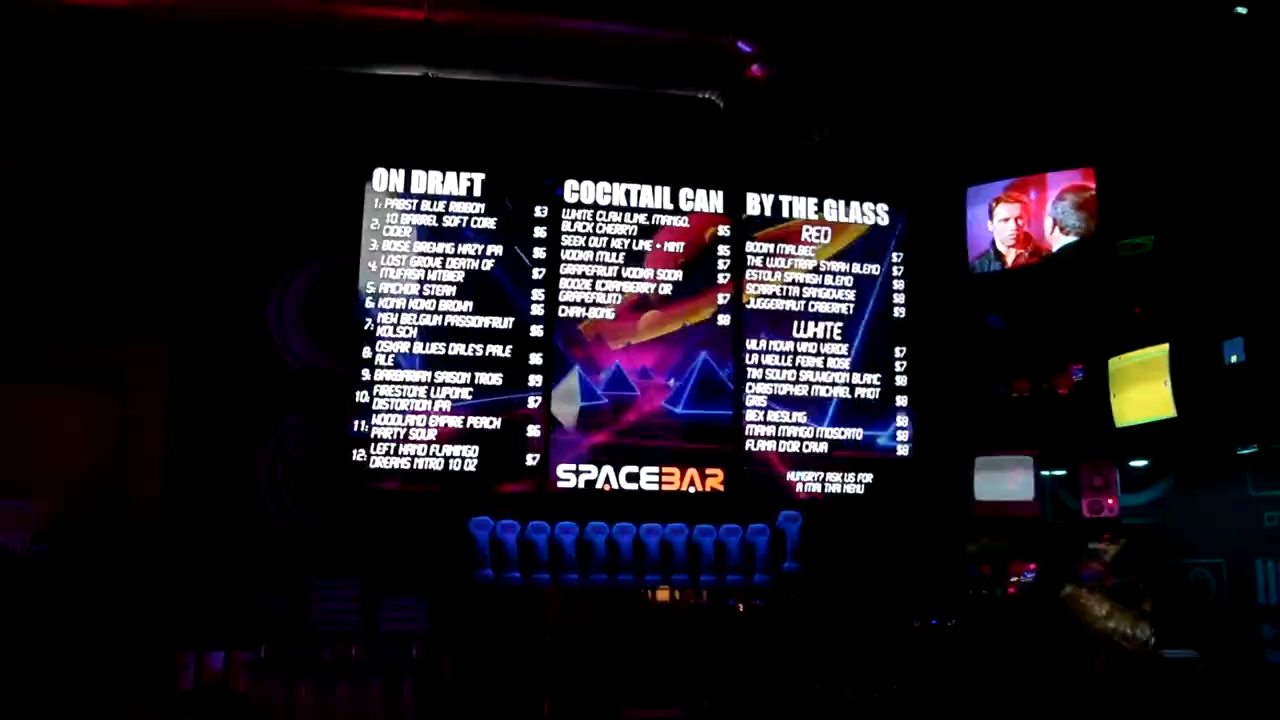 ON DRAFT
1: PABST BLUE RIBBON $3
2: 10 BARREL SOFT CORE
CIDER $6
3: BOISE BREWING HAZY IPA $6
4: LOST GROVE DEATH OF
MUFASA WITBIER $7
5: ANCHOR STEAM $5
6: KONA KOKO BROWN $6
7: NEW BELGIUM PASSIONFRUIT
KOLSCH $6
8: OSKAR BLUES DALE'S PALE
ALE $6
9: BARBARIAN SAISON TROIS $9
10: FIRESTONE LUPONIC
DISTORTION IPA $7
11: WOODLAND EMPIRE PEACH
PARTY SOUR $6
12: LEFT HAND FLAMINGO
DREAMS NITRO 10 OZ $7
COCKTAIL CAN
WHITE CLAW (LIME, MANGO,
BLACK CHERRY) $5
SEEK OUT KEY LIME + MINT $5
VODKA MULE $7
GRAPEFRUIT VODKA SODA $7
BOOZIE (CRANBERRY OR
GRAPEFRUIT) $7
CHAM-BONG $8
SPACEBAR
BY THE GLASS
RED
BODINI MALBEC $7
THE WOLFTRAP SYRAH BLEND $7
ESTOLA SPANISH BLEND $8
SCARPETTA SANGIOVESE $8
JUGGERNAUT CABERNET $9
WHITE
VILA NOVA VINO VERDE $7
LA VIELLE FERME ROSE $7
TIKI SOUND SAUVIGNON BLANC $8
CHRISTOPHER MICHAEL PINOT
GRIS $8
BEX RIESLING $8
MAMA MANGO MOSCATO $8
FLAMA D'OR CAVA $8
HUNGRY? ASK US FOR
A MAI THAI MENU